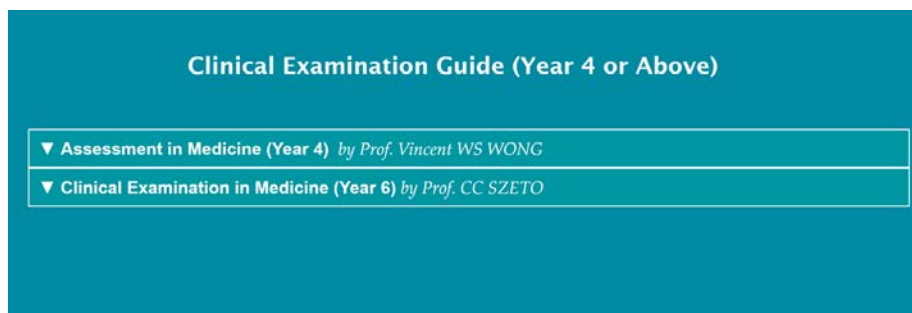 Clinical Examination Guide (Year 4 or Above)
▼ Assessment in Medicine (Year 4) by Prof. Vincent WS WONG
▼ Clinical Examination in Medicine (Year 6) by Prof. CC SZETO